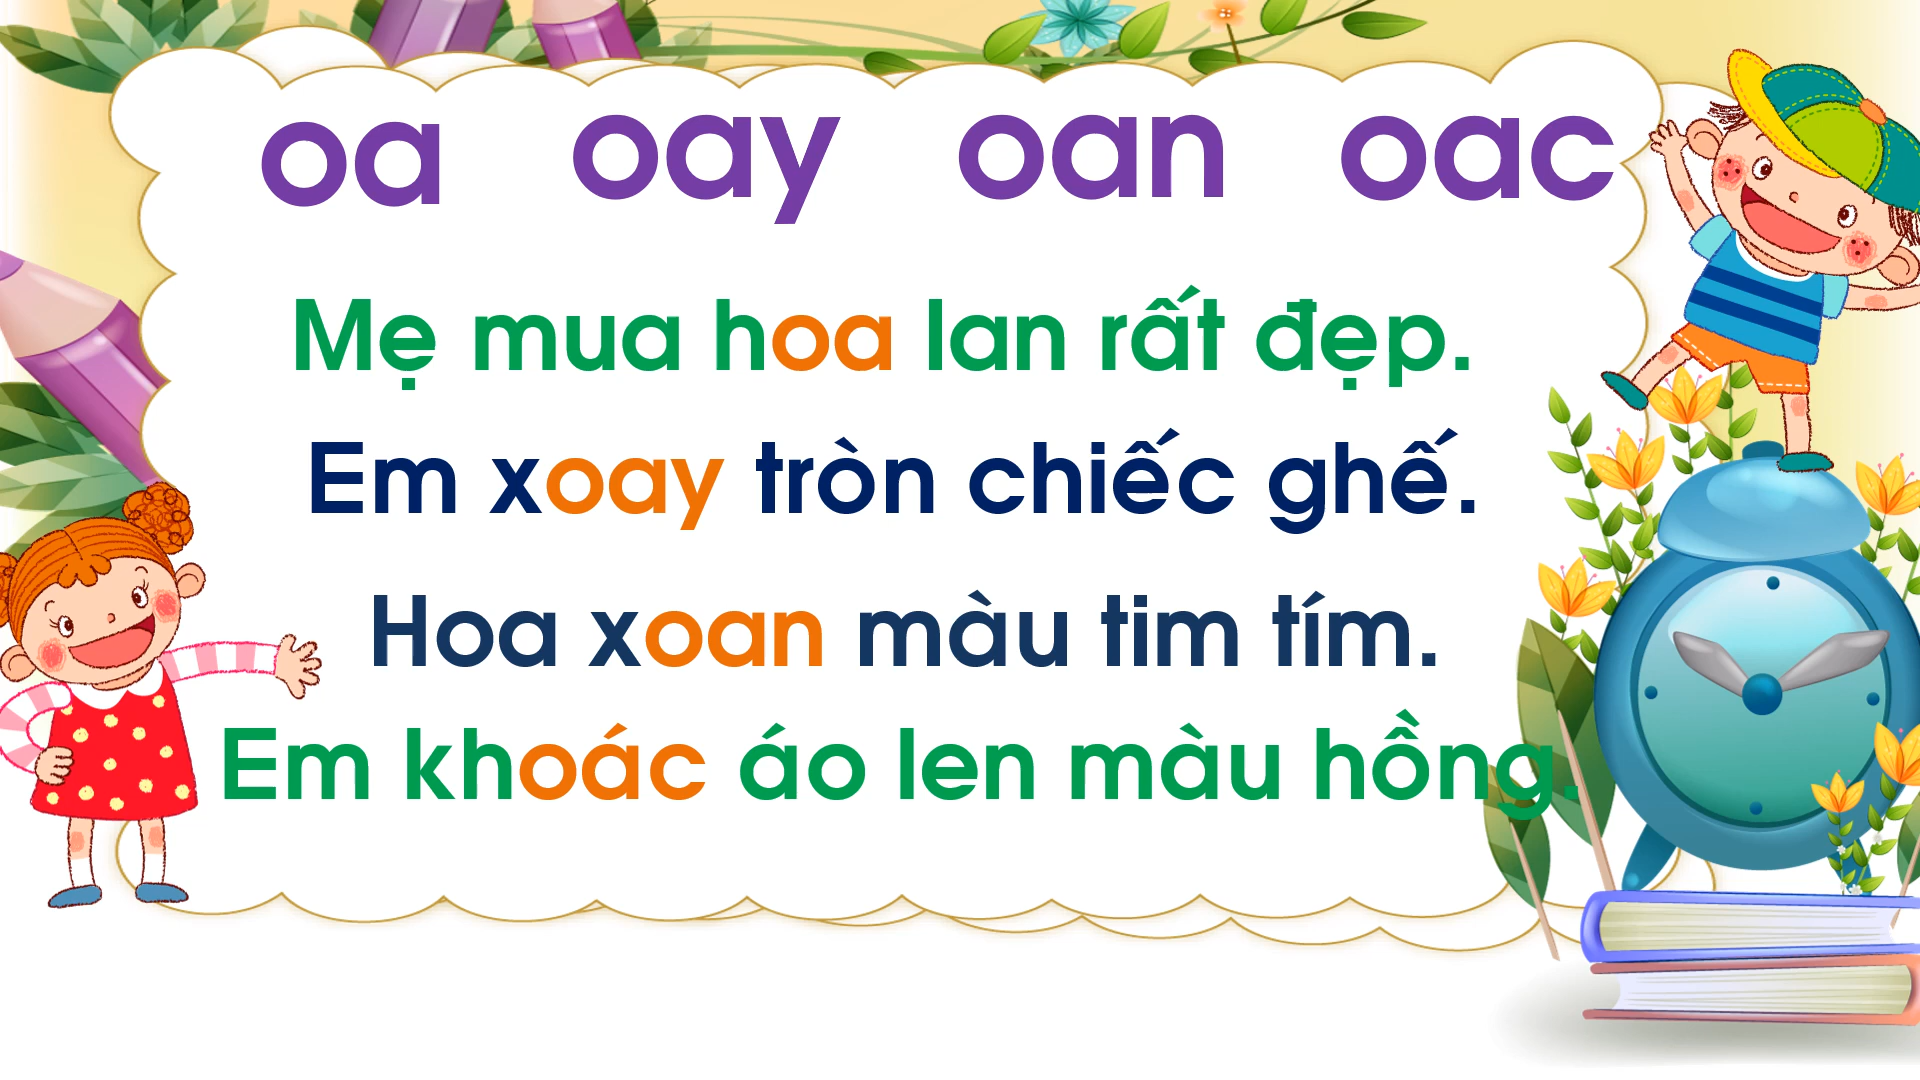 oa oay oan oac
Mẹ mua hoa lan rất đẹp.
Em xoay tròn chiếc ghế.
Hoa xoan màu tim tím.
Em khoác áo len màu hồng.